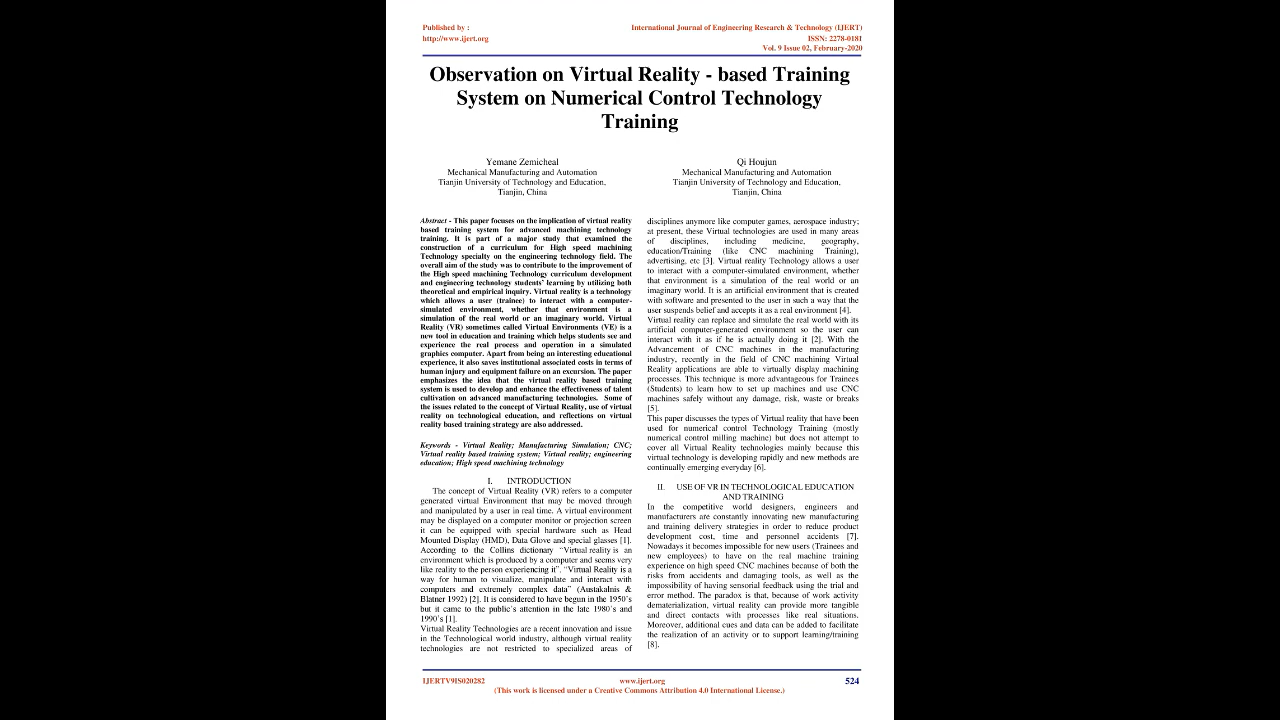 Published by :
http://www.ijert.org
International Journal of Engineering Research & Technology (IJERT)
ISSN: 2278-0181
Vol. 9 Issue 02, February-2020
Observation on Virtual Reality - based Training
System on Numerical Control Technology
Training
Yemane Zemicheal
Mechanical Manufacturing and Automation
Tianjin University of Technology and Education,
Tianjin, China
Qi Houjun
Mechanical Manufacturing and Automation
Tianjin University of Technology and Education,
Tianjin, China
Abstract - This paper focuses on the implication of virtual reality
based training system for advanced machining technology
training. It is part of a major study that examined the
construction of a curriculum for High speed machining
Technology specialty on the engineering technology field. The
overall aim of the study was to contribute to the improvement of
the High speed machining Technology curriculum development
and engineering technology students' learning by utilizing both
theoretical and empirical inquiry. Virtual reality is a technology
which allows a user (trainee) to interact with a computer-
simulated environment, whether that environment is a
simulation of the real world or an imaginary world. Virtual
Reality (VR) sometimes called Virtual Environments (VE) is a
new tool in education and training which helps students see and
experience the real process and operation in a simulated
graphics computer. Apart from being an interesting educational
experience, it also saves institutional associated costs in terms of
human injury and equipment failure on an excursion. The paper
emphasizes the idea that the virtual reality based training
system is used to develop and enhance the effectiveness of talent
cultivation on advanced manufacturing technologies. Some of
the issues related to the concept of Virtual Reality, use of virtual
reality on technological education, and reflections on virtual
reality based training strategy are also addressed.
Keywords - Virtual Reality; Manufacturing Simulation; CNC;
Virtual reality based training system; Virtual reality; engineering
education; High speed machining technology
I. INTRODUCTION
The concept of Virtual Reality (VR) refers to a computer
generated virtual Environment that may be moved through
and manipulated by a user in real time. A virtual environment
may be displayed on a computer monitor or projection screen
it can be equipped with special hardware such as Head
Mounted Display (HMD), Data Glove and special glasses [1].
According to the Collins dictionary “Virtual reality is an
environment which is produced by a computer and seems very
like reality to the person experiencing it”. “Virtual Reality is a
way for human to visualize, manipulate and interact with
computers and extremely complex data” (Austakalnis &
Blatner 1992) [2]. It is considered to have begun in the 1950’s
but it came to the public’s attention in the late 1980’s and
1990’s [1].
Virtual Reality Technologies are a recent innovation and issue
in the Technological world industry, although virtual reality
technologies are not restricted to specialized areas of
disciplines anymore like computer games, aerospace industry;
at present, these Virtual technologies are used in many areas
of disciplines, including medicine, geography,
education/Training (like CNC machining Training),
advertising, etc [3]. Virtual reality Technology allows a user
to interact with a computer-simulated environment, whether
that environment is a simulation of the real world or an
imaginary world. It is an artificial environment that is created
with software and presented to the user in such a way that the
user suspends belief and accepts it as a real environment [4].
Virtual reality can replace and simulate the real world with its
artificial computer-generated environment so the user can
interact with it as if he is actually doing it [2]. With the
Advancement of CNC machines in the manufacturing
industry, recently in the field of CNC machining Virtual
Reality applications are able to virtually display machining
processes. This technique is more advantageous for Trainees
(Students) to learn how to set up machines and use CNC
machines safely without any damage, risk, waste or breaks
[5].
This paper discusses the types of Virtual reality that have been
used for numerical control Technology Training (mostly
numerical control milling machine) but does not attempt to
cover all Virtual Reality technologies mainly because this
virtual technology is developing rapidly and new methods are
continually emerging everyday [6].
II. USE OF VR IN TECHNOLOGICAL EDUCATION
AND TRAINING
In the competitive world designers, engineers and
manufacturers are constantly innovating new manufacturing
and training delivery strategies in order to reduce product
development cost, time and personnel accidents [7].
Nowadays it becomes impossible for new users (Trainees and
new employees) to have on the real machine training
experience on high speed CNC machines because of both the
risks from accidents and damaging tools, as well as the
impossibility of having sensorial feedback using the trial and
error method. The paradox is that, because of work activity
dematerialization, virtual reality can provide more tangible
and direct contacts with processes like real situations.
Moreover, additional cues and data can be added to facilitate
the realization of an activity or to support learning/training
[8].
IJERTV9IS020282
www.ijert.org
524
(This work is licensed under a Creative Commons Attribution 4.0 International License.)